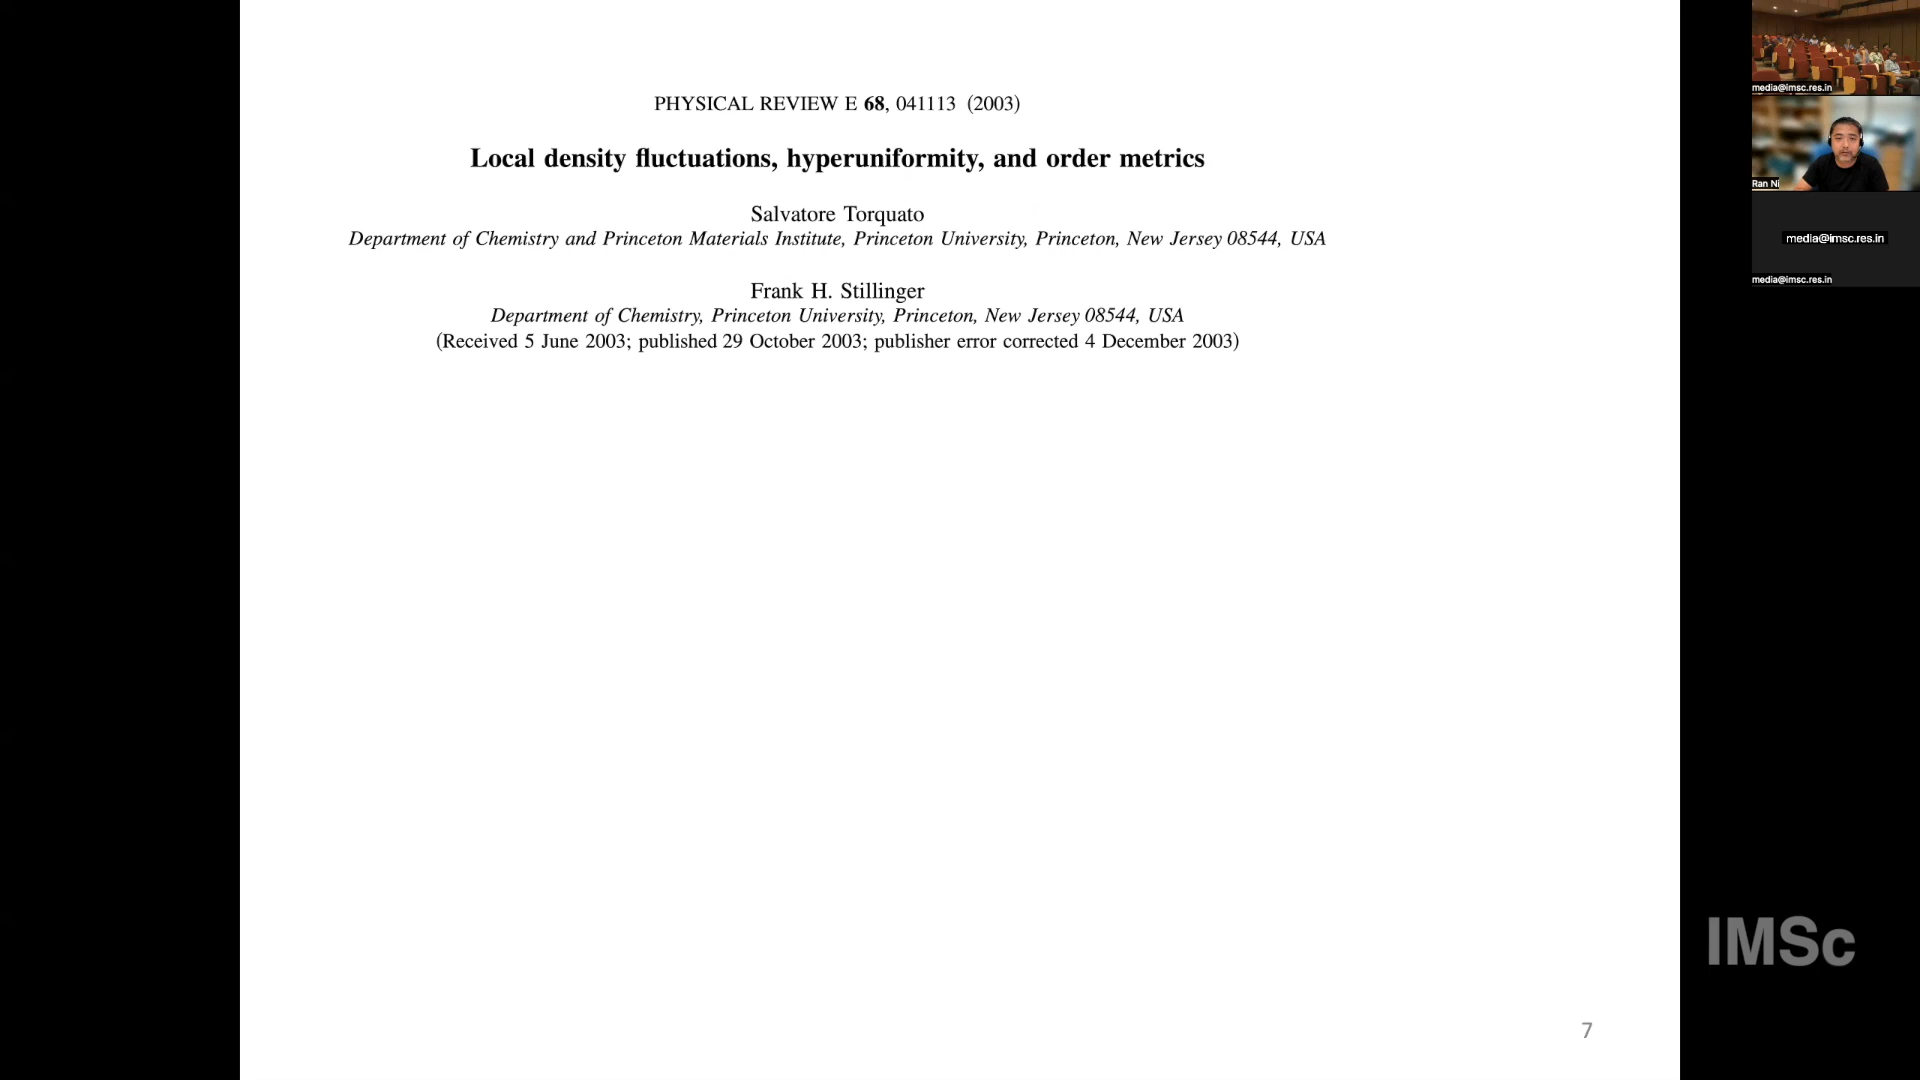 PHYSICAL REVIEW E 68, 041113 (2003)
Local density fluctuations, hyperuniformity, and order metrics
Salvatore Torquato
Department of Chemistry and Princeton Materials Institute, Princeton University, Princeton, New Jersey 08544, USA
Frank H. Stillinger
Department of Chemistry, Princeton University, Princeton, New Jersey 08544, USA
(Received 5 June 2003; published 29 October 2003; publisher error corrected 4 December 2003)
7
media@imsc.res.in
Ran Ni
media@imsc.res.in
media@imsc.res.in
IMSc